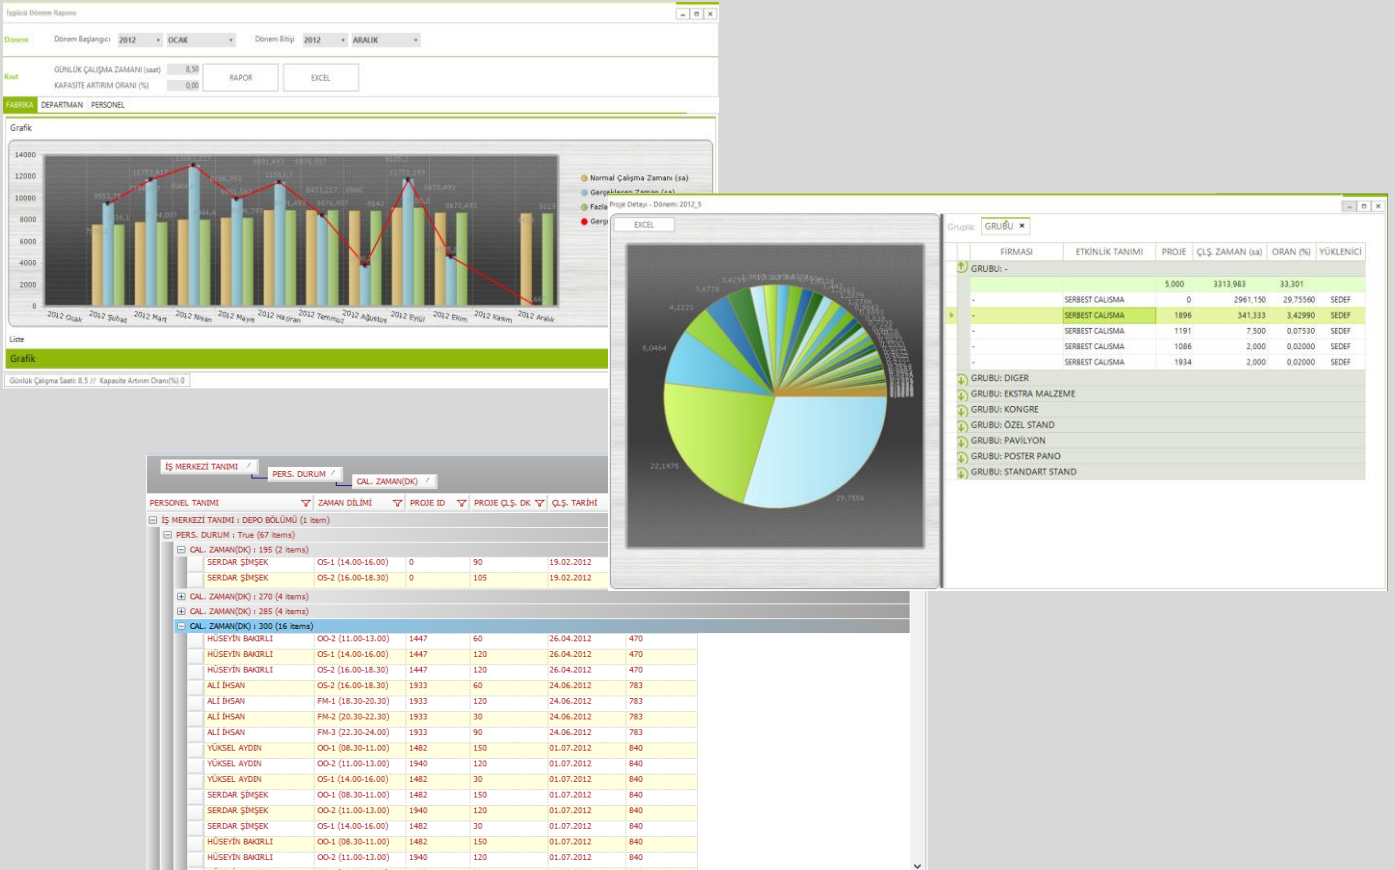 İşgücü Dönem Raporu
Dönem
Dönem Başlangıcı 2012 OCAK Dönem Bitişi 2012 ARALIK
Kısıt
GÜNLÜK ÇALIŞMA ZAMANI (saat) 8,50
KAPASİTE ARTIRIM ORANI (%) 0,00
RAPOR EXCEL
FABRIKA DEPARTMAN PERSONEL
Grafik
14000
12000
10000
8000
6000
4000
2000
0
2012 Ocak 2012 Şubat 2012 Mart 2012 Nisan 2012 Mayıs 2012 Haziran 2012 Temmuz 2012 Ağustos 2012 Eylül 2012 Ekim 2012 Kasım 2012 Aralık
Normal Çalışma Zamanı (sa)
Gerçekleşen Zaman (sa)
Fazla
Gerç
Liste
Grafik
Günlük Çalışma Saati: 8,5 // Kapasite Artırım Oranı(%) 0
Proje Detayı - Dönem: 2012_5
EXCEL
3,4299
3,6779
4,2221
8,0464
22,1975
29,7556
Grupla: GRUBU ×
FİRMASI ETKİNLİK TANIMI PROJE ÇLŞ. ZAMAN (sa) ORAN (%) YÜKLENİCİ
GRUBU: -
5,000 3313,983 33,301
- SERBEST CALISMA 0 2961,150 29,75560 SEDEF
- SERBEST CALISMA 1896 341,333 3,42990 SEDEF
- SERBEST CALISMA 1191 7,500 0,07530 SEDEF
- SERBEST CALISMA 1086 2,000 0,02000 SEDEF
- SERBEST CALISMA 1934 2,000 0,02000 SEDEF
GRUBU: DIGER
GRUBU: EKSTRA MALZEME
GRUBU: KONGRE
GRUBU: ÖZEL STAND
GRUBU: PAVİLYON
GRUBU: POSTER PANO
GRUBU: STANDART STAND
İŞ MERKEZİ TANIMI
PERS. DURUM
CAL. ZAMAN(DK)
PERSONEL TANIMI ZAMAN DİLİMİ PROJE ID PROJE ÇLŞ. DK ÇLŞ. TARİHİ
İŞ MERKEZİ TANIMI : DEPO BÖLÜMÜ (1 item)
PERS. DURUM : True (67 items)
CAL. ZAMAN(DK) : 195 (2 items)
SERDAR ŞİMŞEK OS-1 (14.00-16.00) 0 90 19.02.2012
SERDAR ŞİMŞEK OS-2 (16.00-18.30) 0 105 19.02.2012
CAL. ZAMAN(DK) : 270 (4 items)
CAL. ZAMAN(DK) : 285 (4 items)
CAL. ZAMAN(DK) : 300 (16 items)
HÜSEYİN BAKIRLI OO-2 (11.00-13.00) 1447 60 26.04.2012 470
HÜSEYİN BAKIRLI OS-1 (14.00-16.00) 1447 120 26.04.2012 470
HÜSEYİN BAKIRLI OS-2 (16.00-18.30) 1447 120 26.04.2012 470
ALİ İHSAN OS-2 (16.00-18.30) 1933 60 24.06.2012 783
ALİ İHSAN FM-1 (18.30-20.30) 1933 120 24.06.2012 783
ALİ İHSAN FM-2 (20.30-22.30) 1933 30 24.06.2012 783
ALİ İHSAN FM-3 (22.30-24.00) 1933 90 24.06.2012 783
YÜKSEL AYDIN OO-1 (08.30-11.00) 1482 150 01.07.2012 840
YÜKSEL AYDIN OO-2 (11.00-13.00) 1940 120 01.07.2012 840
YÜKSEL AYDIN OS-1 (14.00-16.00) 1482 30 01.07.2012 840
SERDAR ŞİMŞEK OO-1 (08.30-11.00) 1482 150 01.07.2012 840
SERDAR ŞİMŞEK OO-2 (11.00-13.00) 1940 120 01.07.2012 840
SERDAR ŞİMŞEK OS-1 (14.00-16.00) 1482 30 01.07.2012 840
HÜSEYİN BAKIRLI OO-1 (08.30-11.00) 1482 150 01.07.2012 840
HÜSEYİN BAKIRLI OO-2 (11.00-13.00) 1940 120 01.07.2012 840